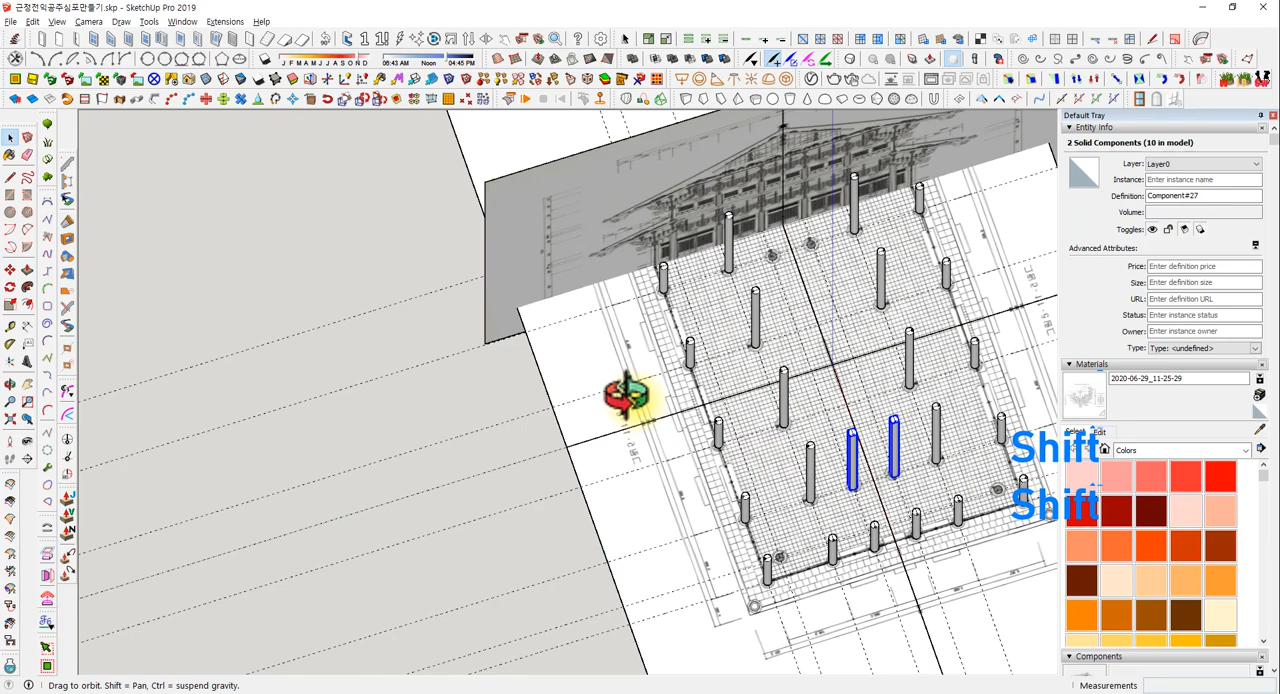 근정전익공주심포만들기.skp - SketchUp Pro 2019
File Edit View Camera Draw Tools Window Extensions Help
J F M A M J J A S O N D 06:43 AM Noon 04:45 PM
Default Tray
Entity Info
2 Solid Components (10 in model)
Layer: Layer0
Instance: Enter instance name
Definition: Component#27
Volume:
Toggles:
Advanced Attributes:
Price: Enter definition price
Size: Enter definition size
URL: Enter definition URL
Status: Enter definition status
Owner: Enter definition owner
Type: Type: <undefined>
Materials
2020-06-29_11-25-29
Select Edit
Shift
Colors
Shift
Components
Drag to orbit. Shift = Pan, Ctrl = suspend gravity.
Measurements